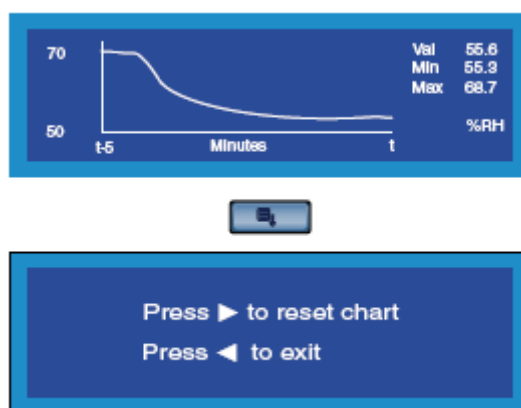 70
Val 55.6
Min 55.3
Max 68.7
50
%RH
t-5 Minutes t
Press ▶ to reset chart
Press ◀ to exit